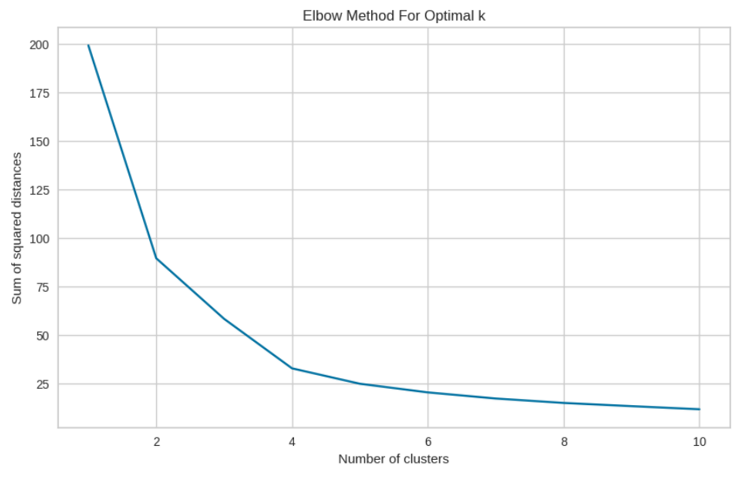 Elbow Method For Optimal k
200
175
150
125
100
75
50
25
Sum of squared distances
2 4 6 8 10
Number of clusters